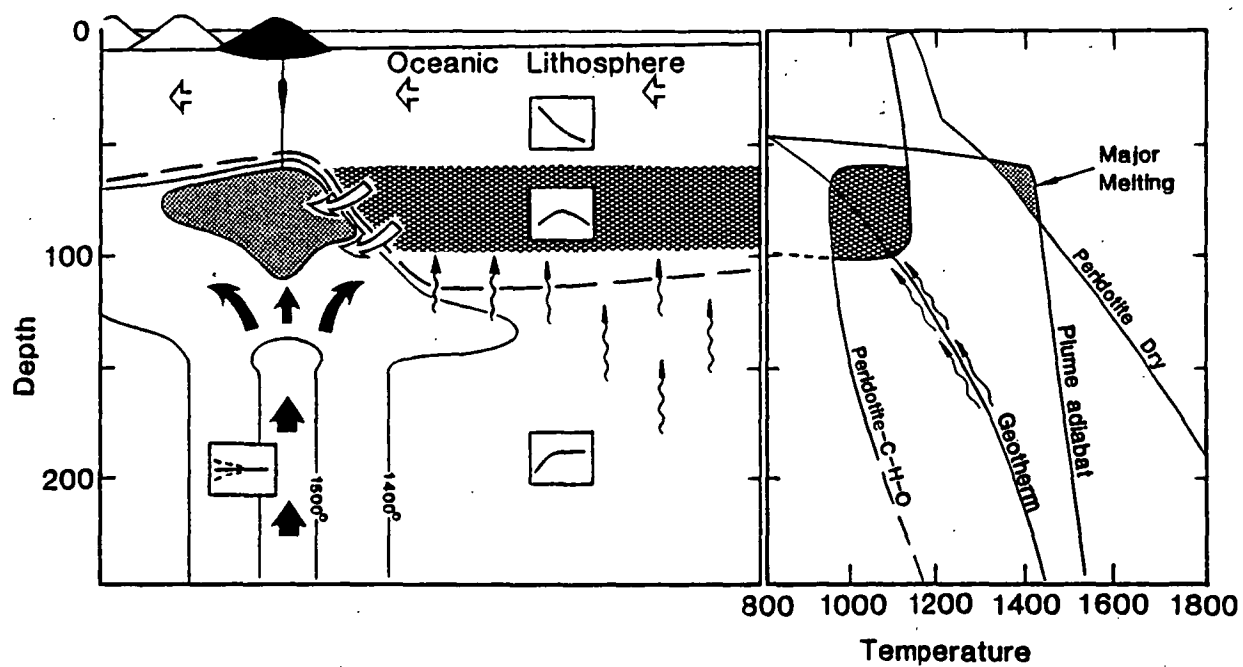 0
Oceanic Lithosphere
100
Depth
200
1500°
1400°
Major
Melting
Peridotite Dry
Peridotite-C-H-O
Geotherm
Plume adiabat
800 1000 1200 1400 1600 1800
Temperature